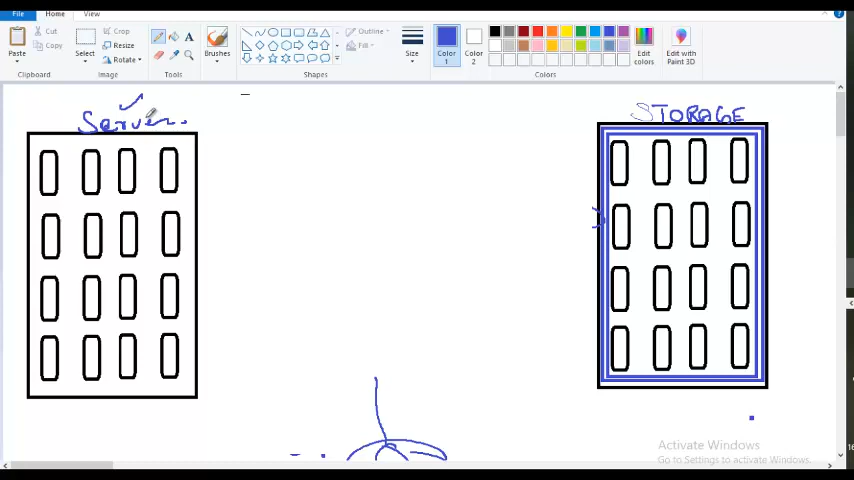 File Home View
Paste
Cut
Copy
Clipboard
Select
Crop
Resize
Rotate
Image
Tools
Brushes
Shapes
Outline
Fill
Size
Color
1
Color
2
Edit
colors
Colors
Edit with
Paint 3D
Server.
STORAGE
Activate Windows
Go to Settings to activate Windows.